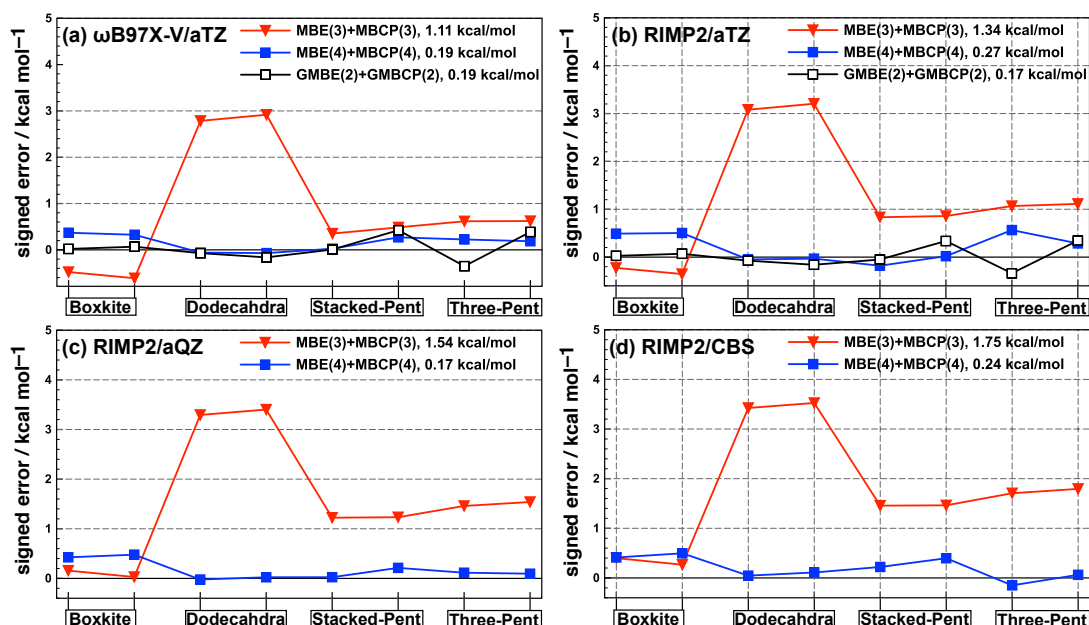 (a) ωB97X-V/aTZ
MBE(3)+MBCP(3), 1.11 kcal/mol
MBE(4)+MBCP(4), 0.19 kcal/mol
GMBE(2)+GMBCP(2), 0.19 kcal/mol
signed error / kcal mol–1
5
4
3
2
1
0
Boxkite Dodecahdra Stacked-Pent Three-Pent
(b) RIMP2/aTZ
MBE(3)+MBCP(3), 1.34 kcal/mol
MBE(4)+MBCP(4), 0.27 kcal/mol
GMBE(2)+GMBCP(2), 0.17 kcal/mol
signed error / kcal mol–1
5
4
3
2
1
0
Boxkite Dodecahdra Stacked-Pent Three-Pent
(c) RIMP2/aQZ
MBE(3)+MBCP(3), 1.54 kcal/mol
MBE(4)+MBCP(4), 0.17 kcal/mol
signed error / kcal mol–1
5
4
3
2
1
0
Boxkite Dodecahdra Stacked-Pent Three-Pent
(d) RIMP2/CBS
MBE(3)+MBCP(3), 1.75 kcal/mol
MBE(4)+MBCP(4), 0.24 kcal/mol
signed error / kcal mol–1
5
4
3
2
1
0
Boxkite Dodecahdra Stacked-Pent Three-Pent